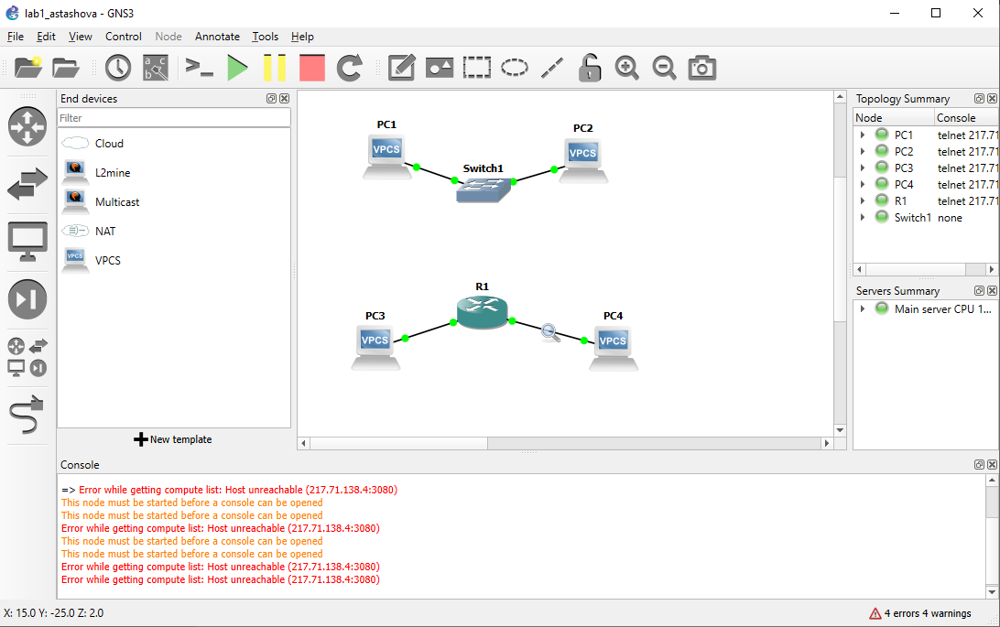 lab1_astashova - GNS3
File Edit View Control Node Annotate Tools Help
End devices
Filter
Cloud
L2mine
Multicast
NAT
VPCS
VPCS
New template
PC1
VPCS
PC2
VPCS
Switch1
R1
PC3
VPCS
PC4
VPCS
Topology Summary
Node Console
PC1 telnet 217.71
PC2 telnet 217.71
PC3 telnet 217.71
PC4 telnet 217.71
R1 telnet 217.71
Switch1 none
Servers Summary
Main server CPU 1...
Console
=> Error while getting compute list: Host unreachable (217.71.138.4:3080)
This node must be started before a console can be opened
This node must be started before a console can be opened
Error while getting compute list: Host unreachable (217.71.138.4:3080)
This node must be started before a console can be opened
This node must be started before a console can be opened
Error while getting compute list: Host unreachable (217.71.138.4:3080)
Error while getting compute list: Host unreachable (217.71.138.4:3080)
X: 15.0 Y: -25.0 Z: 2.0
4 errors 4 warnings